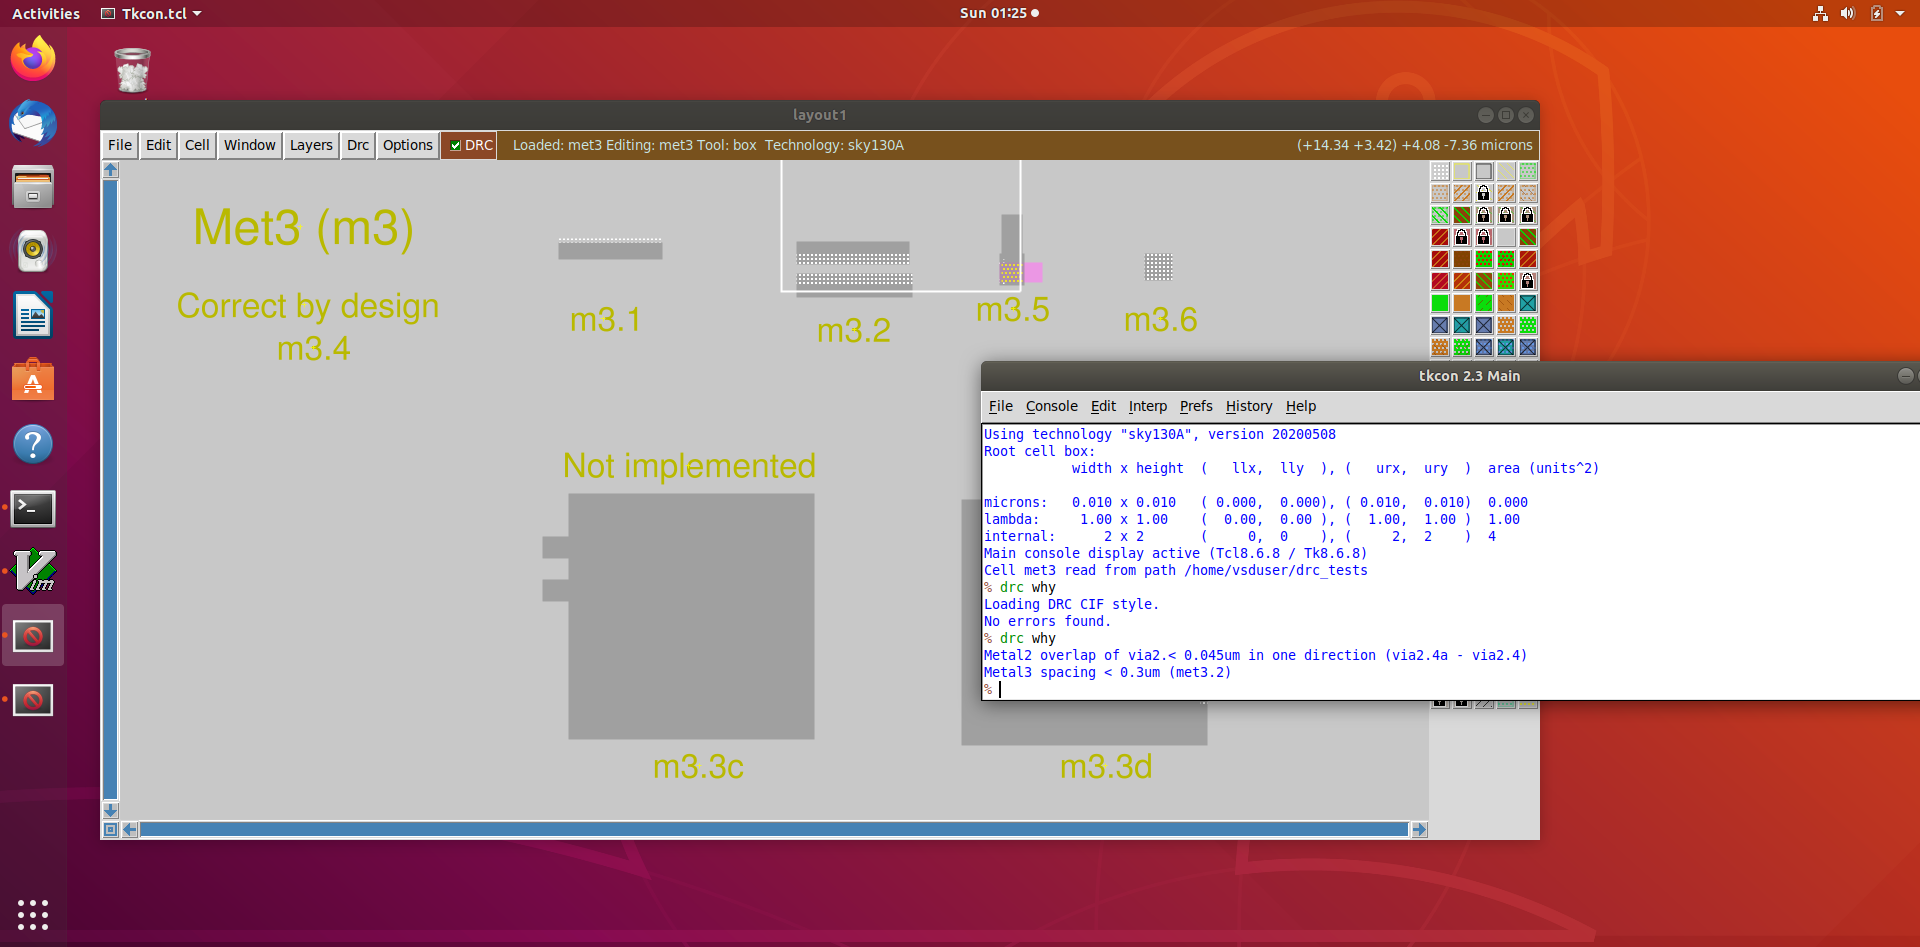 Activities Tkcon.tcl Sun 01:25
layout1
File Edit Cell Window Layers Drc Options DRC Loaded: met3 Editing: met3 Tool: box Technology: sky130A (+14.34 +3.42) +4.08 -7.36 microns
Met3 (m3)
Correct by design
m3.4
m3.1
m3.2
m3.5
m3.6
Not implemented
m3.3c
m3.3d
tkcon 2.3 Main
File Console Edit Interp Prefs History Help
Using technology "sky130A", version 20200508
Root cell box:
width x height ( llx, lly ), ( urx, ury ) area (units^2)
microns: 0.010 x 0.010 ( 0.000, 0.000), ( 0.010, 0.010) 0.000
lambda: 1.00 x 1.00 ( 0.00, 0.00 ), ( 1.00, 1.00 ) 1.00
internal: 2 x 2 ( 0, 0 ), ( 2, 2 ) 4
Main console display active (Tcl8.6.8 / Tk8.6.8)
Cell met3 read from path /home/vsduser/drc_tests
% drc why
Loading DRC CIF style.
No errors found.
% drc why
Metal2 overlap of via2.< 0.045um in one direction (via2.4a - via2.4)
Metal3 spacing < 0.3um (met3.2)
%